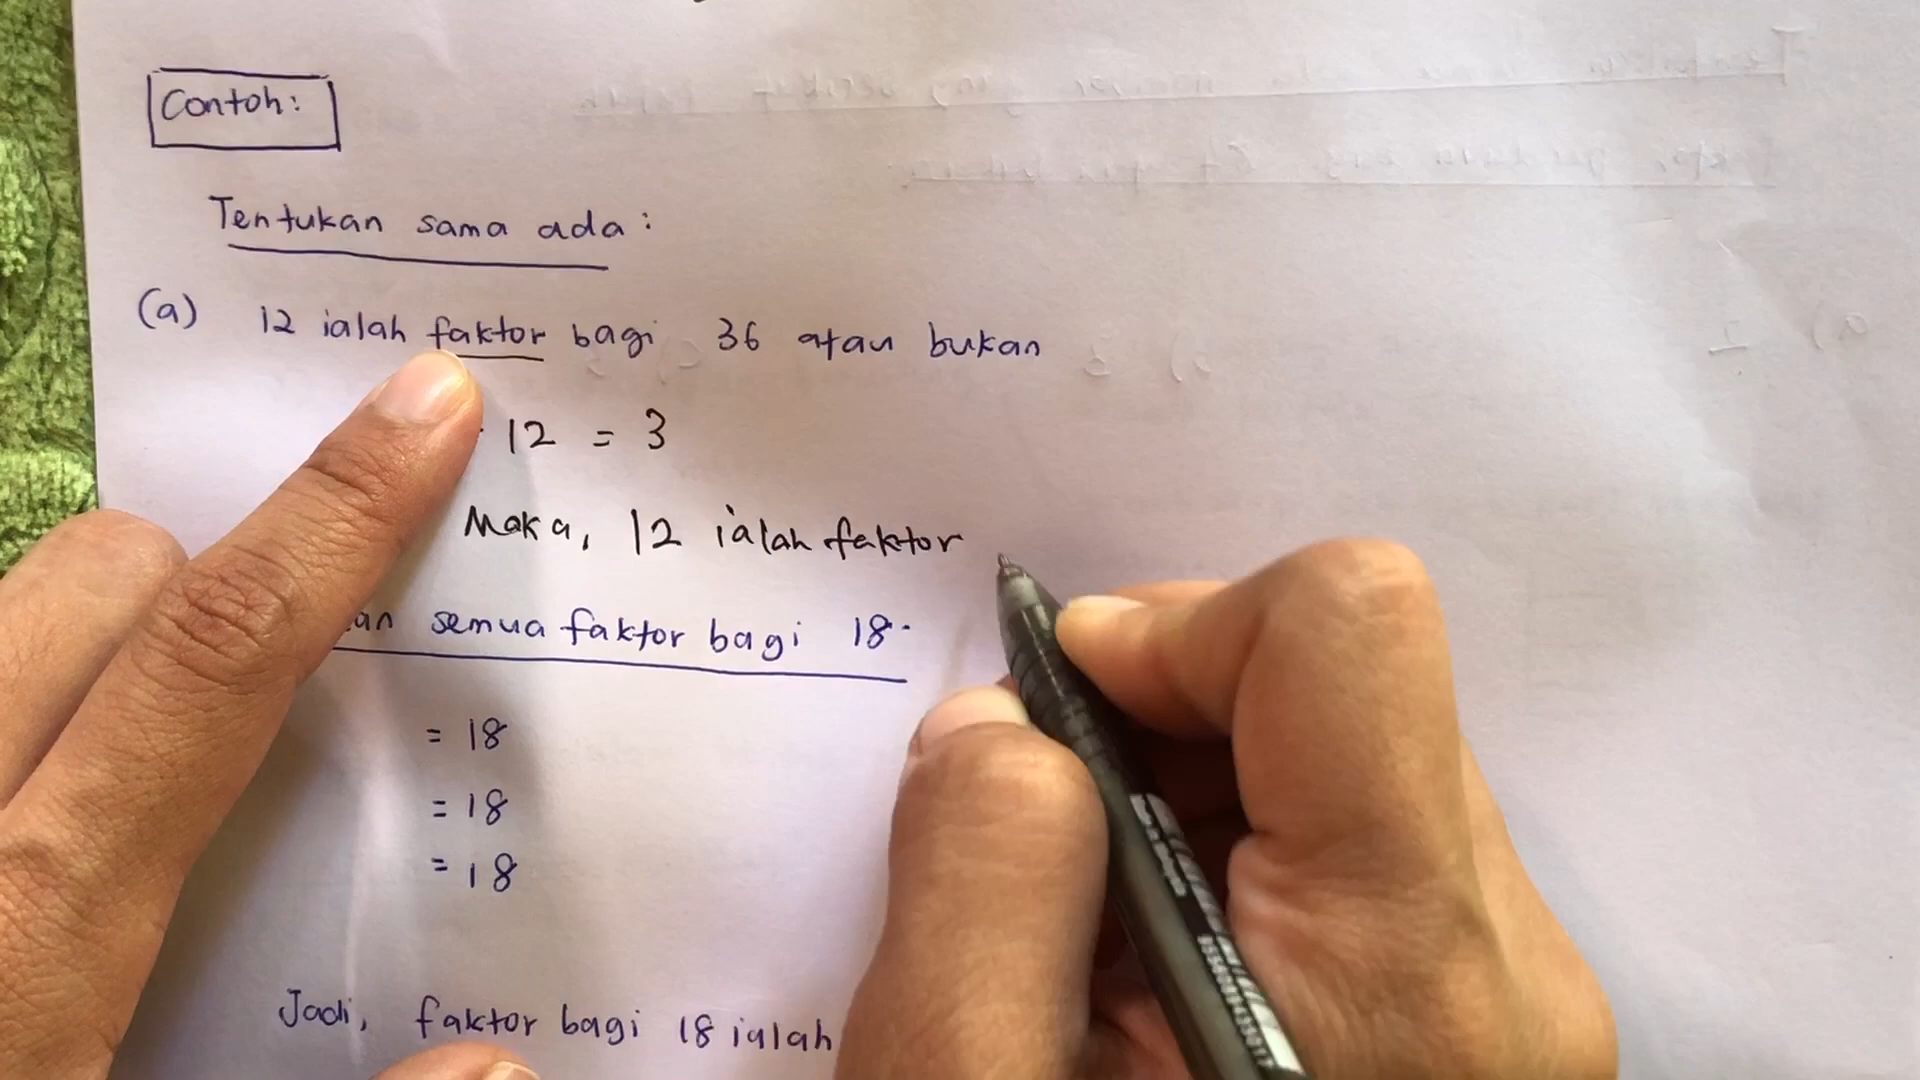 Contoh:
Tentukan sama ada:
(a) 12 ialah faktor bagi 36 atau bukan
12 = 3
Maka, 12 ialah faktor
semua faktor bagi 18.
= 18
= 18
= 18
Jadi, faktor bagi 18 ialah